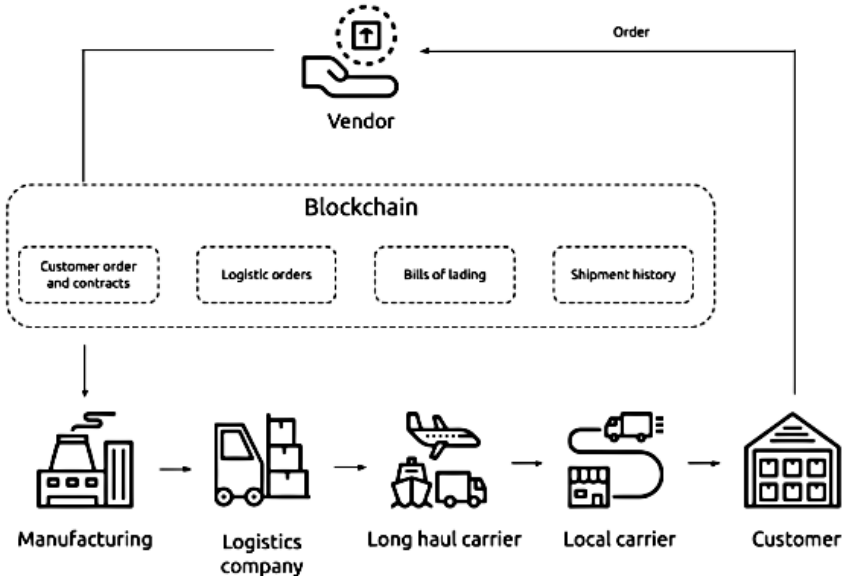 Order
Vendor
Blockchain
Customer order
and contracts
Logistic orders
Bills of lading
Shipment history
Manufacturing
Logistics
company
Long haul carrier
Local carrier
Customer